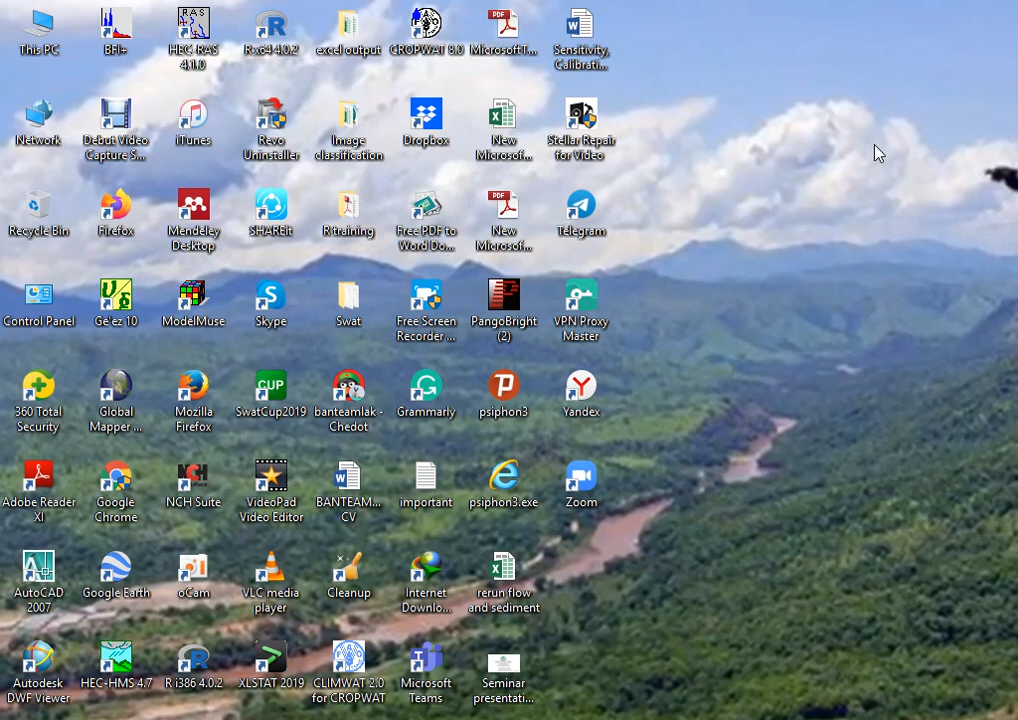 This PC
BFI+
HEC-RAS
4.1.0
R x64 4.0.2
excel output
CROPWAT 8.0
MicrosoftT...
Sensitivity,
Calibrati...
Network
Debut Video
Capture S...
iTunes
Revo
Uninstaller
Image
classification
Dropbox
New
Microsof...
Stellar Repair
for Video
Recycle Bin
Firefox
Mendeley
Desktop
SHAREit
R training
Free PDF to
Word Do...
New
Microsof...
Telegram
Control Panel
Ge'ez 10
ModelMuse
Skype
Swat
Free Screen
Recorder ...
PangoBright
(2)
VPN Proxy
Master
360 Total
Security
Global
Mapper ...
Mozilla
Firefox
SwatCup2019
banteamlak -
Chedot
Grammarly
psiphon3
Yandex
Adobe Reader
XI
Google
Chrome
NCH Suite
VideoPad
Video Editor
BANTEAM...
CV
important
psiphon3.exe
Zoom
AutoCAD
2007
Google Earth
oCam
VLC media
player
Cleanup
Internet
Downlo...
rerun flow
and sediment
Autodesk
DWF Viewer
HEC-HMS 4.7
R i386 4.0.2
XLSTAT 2019
CLIMWAT 2.0
for CROPWAT
Microsoft
Teams
Seminar
presentati...